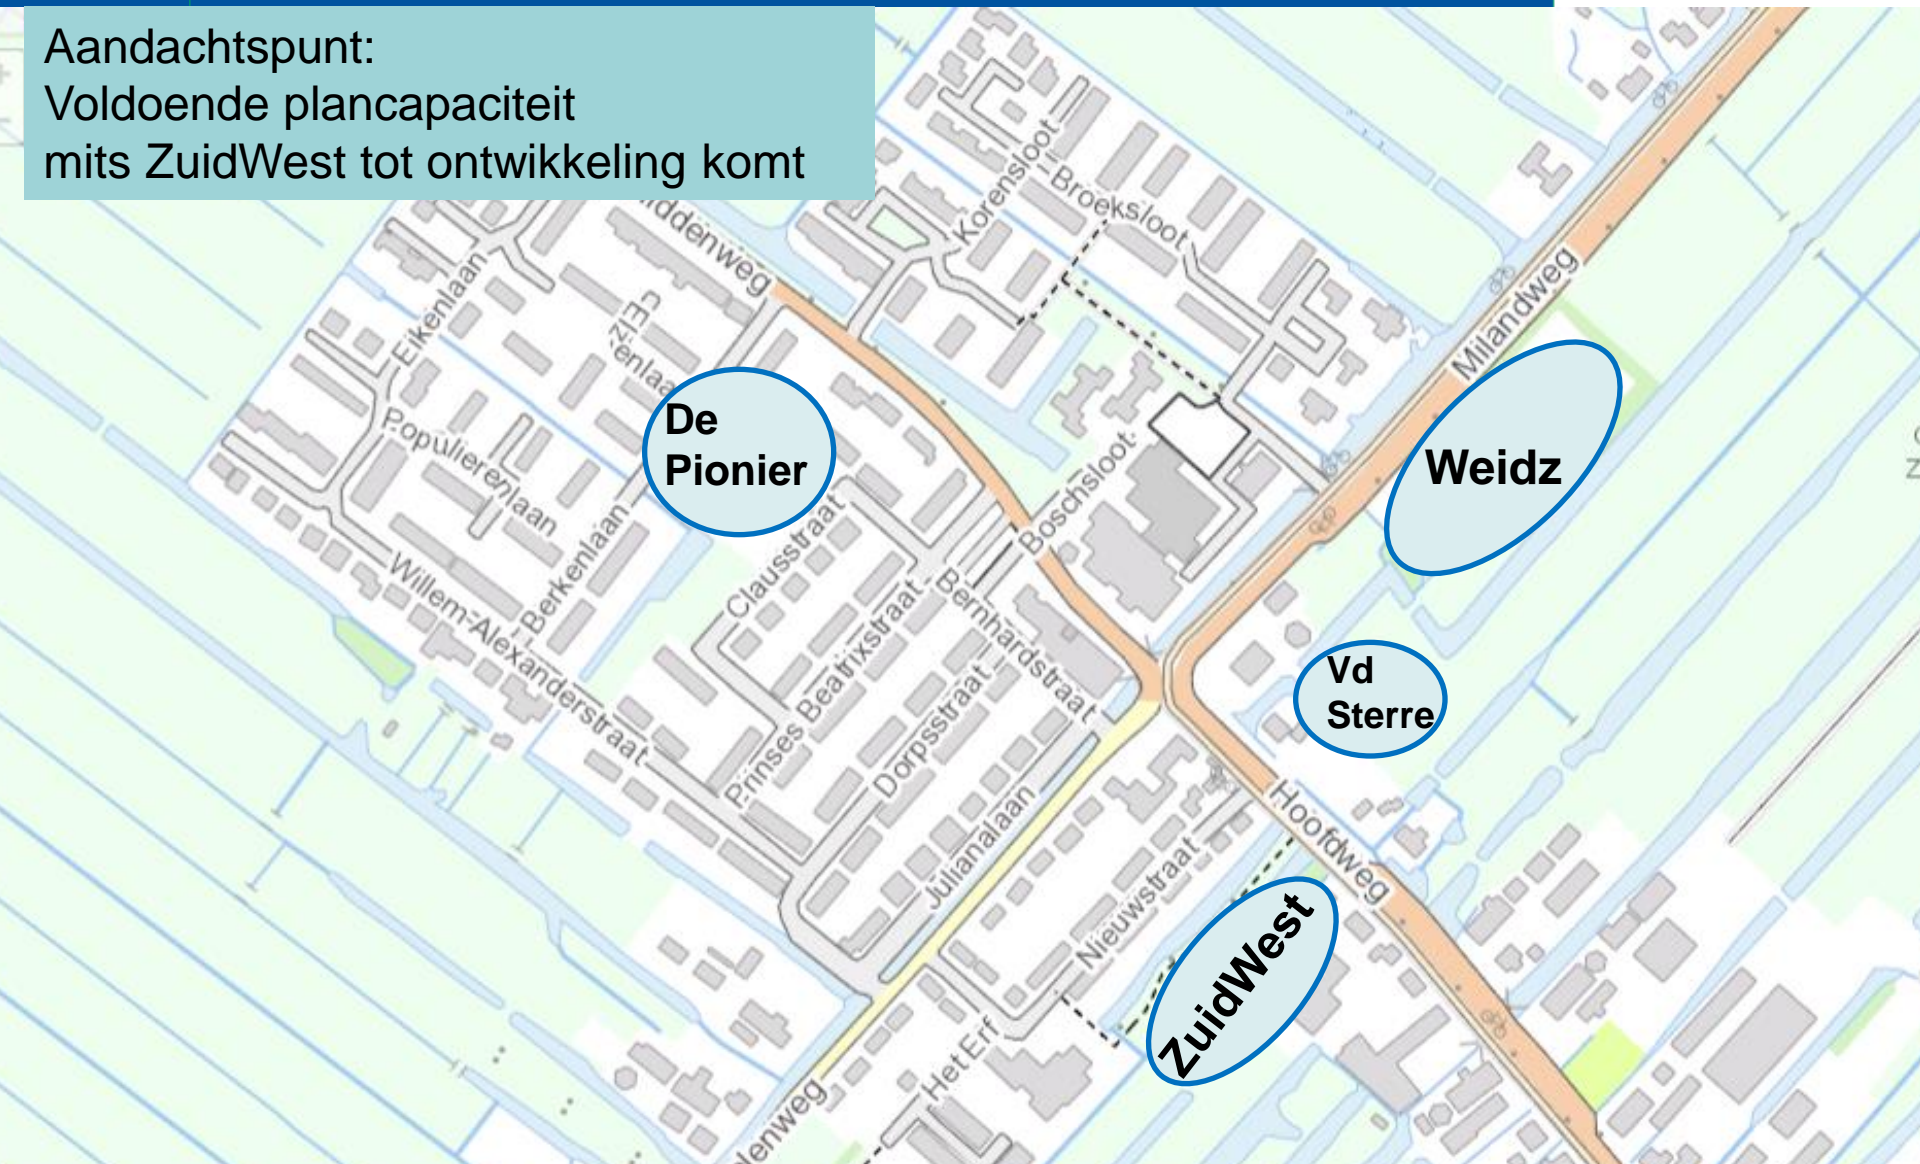 Aandachtspunt:
Voldoende plancapaciteit
mits ZuidWest tot ontwikkeling komt
Korensloot
Broeksloot
Eikenlaan
Milandweg
De
Pionier
Weidz
Populierenlaan
Boschsloot
Clausstraat
Berkenlaan
Willem-Alexanderstraat
Bernhardstraat
Prinses Beatrixstraat
Dorpsstraat
Vd
Sterre
Julianalaan
Hoofdweg
Nieuwstraat
ZuidWest
Het Erf